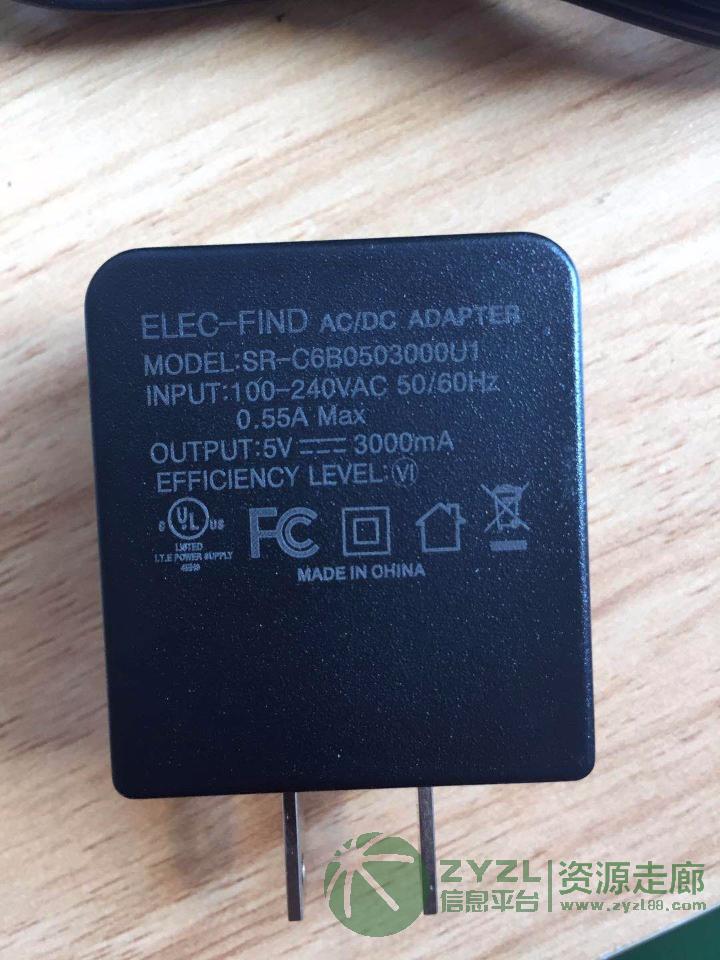 ELEC-FIND AC/DC ADAPTER
MODEL:SR-C6B0503000U1
INPUT:100-240VAC 50/60Hz
0.55A Max
OUTPUT:5V ⎓ 3000mA
EFFICIENCY LEVEL:Ⓥ︎I
C UL US
LISTED
I.T.E POWER SUPPLY
FC
MADE IN CHINA
ZYZL 资源走廊
信息平台 www.zyzl88.com